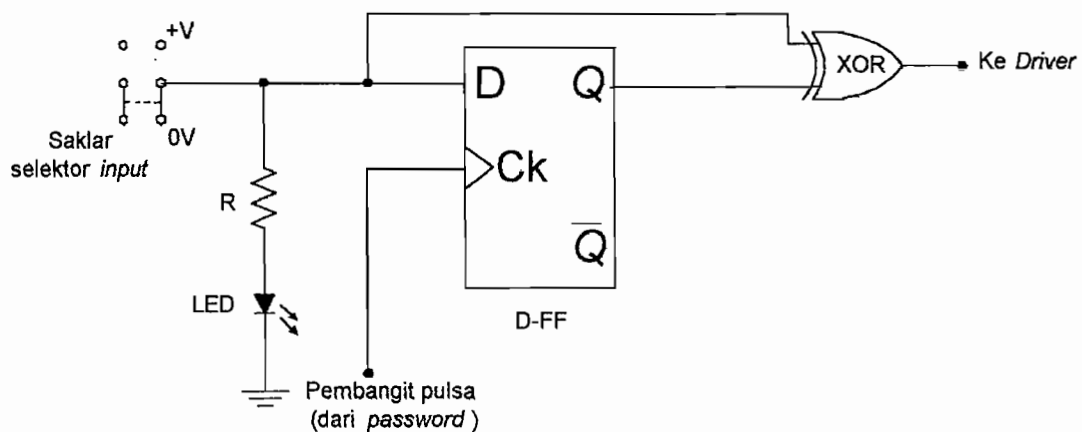 +V
0V
Saklar
selektor input
R
LED
D
Q
Ck
Q̅
D-FF
XOR
Ke Driver
Pembangit pulsa
(dari password )